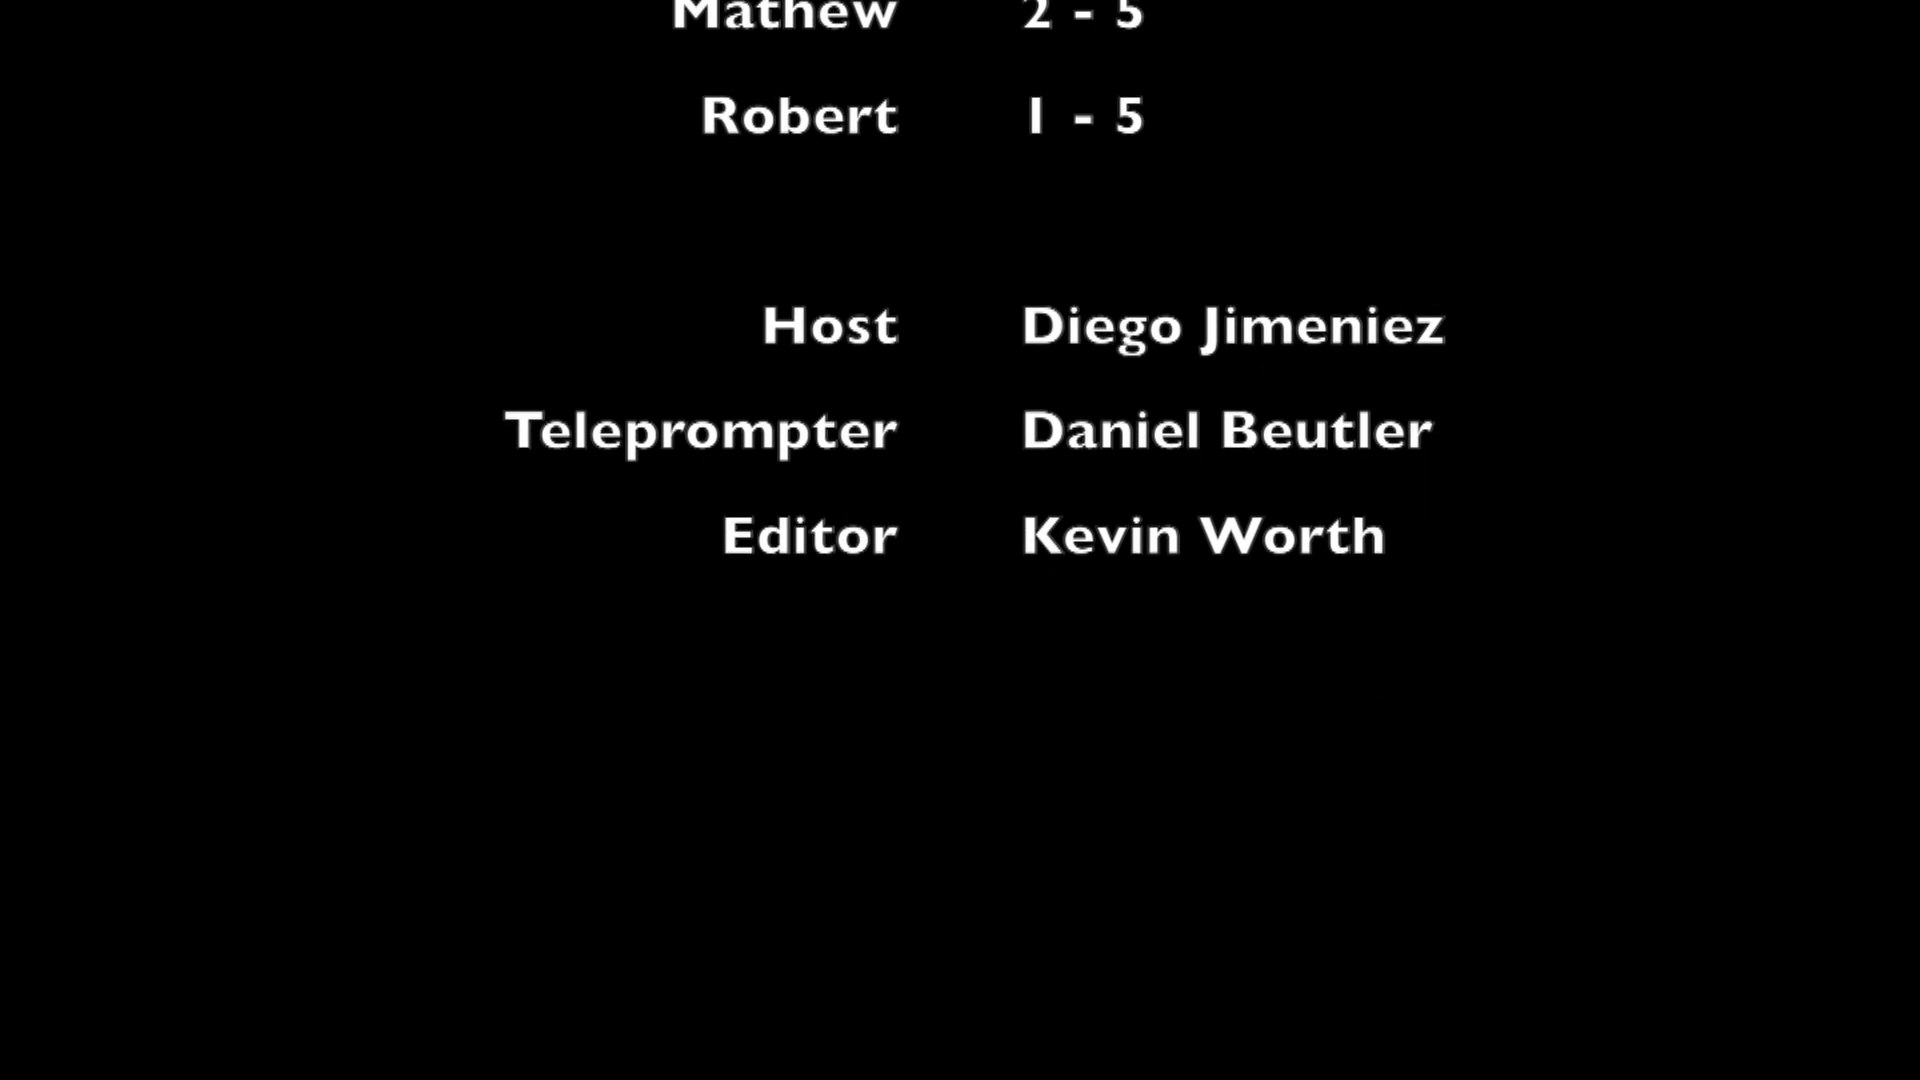 Mathew 2 - 5
Robert 1 - 5
Host Diego Jimeniez
Teleprompter Daniel Beutler
Editor Kevin Worth